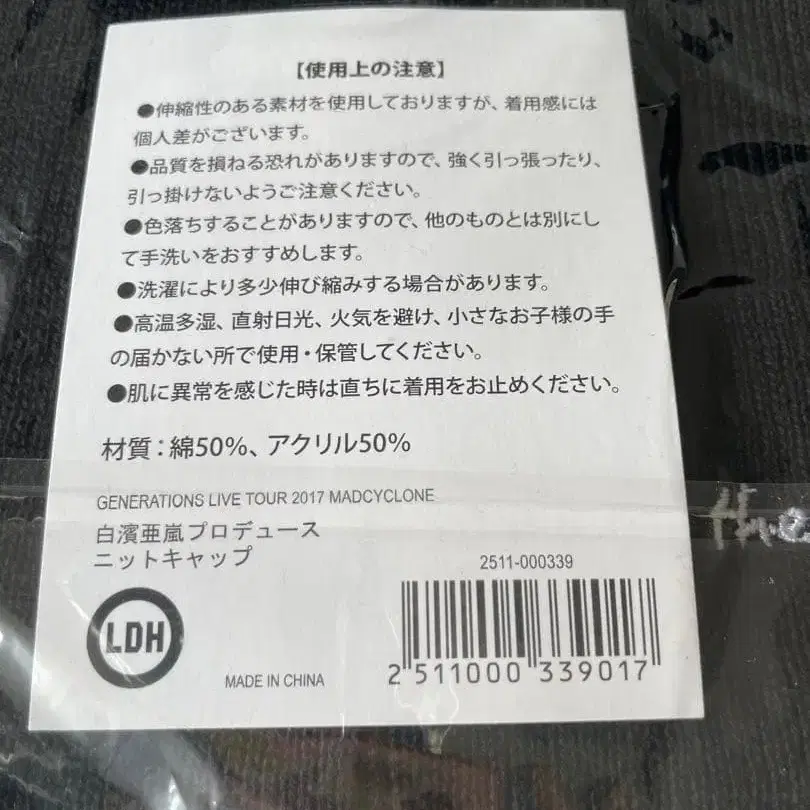 【使用上の注意】
●伸縮性のある素材を使用しておりますが、着用感には
個人差がございます。
●品質を損ねる恐れがありますので、強く引っ張ったり、
引っ掛けないようご注意ください。
●色落ちすることがありますので、他のものとは別にし
て手洗いをおすすめします。
●洗濯により多少伸び縮みする場合があります。
●高温多湿、直射日光、火気を避け、小さなお子様の手
の届かない所で使用・保管してください。
●肌に異常を感じた時は直ちに着用をお止めください。
材質：綿50%、アクリル50%
GENERATIONS LIVE TOUR 2017 MADCYCLONE
白濱亜嵐プロデュース
ニットキャップ
2511-000339
LDH
MADE IN CHINA
2 511000 339017